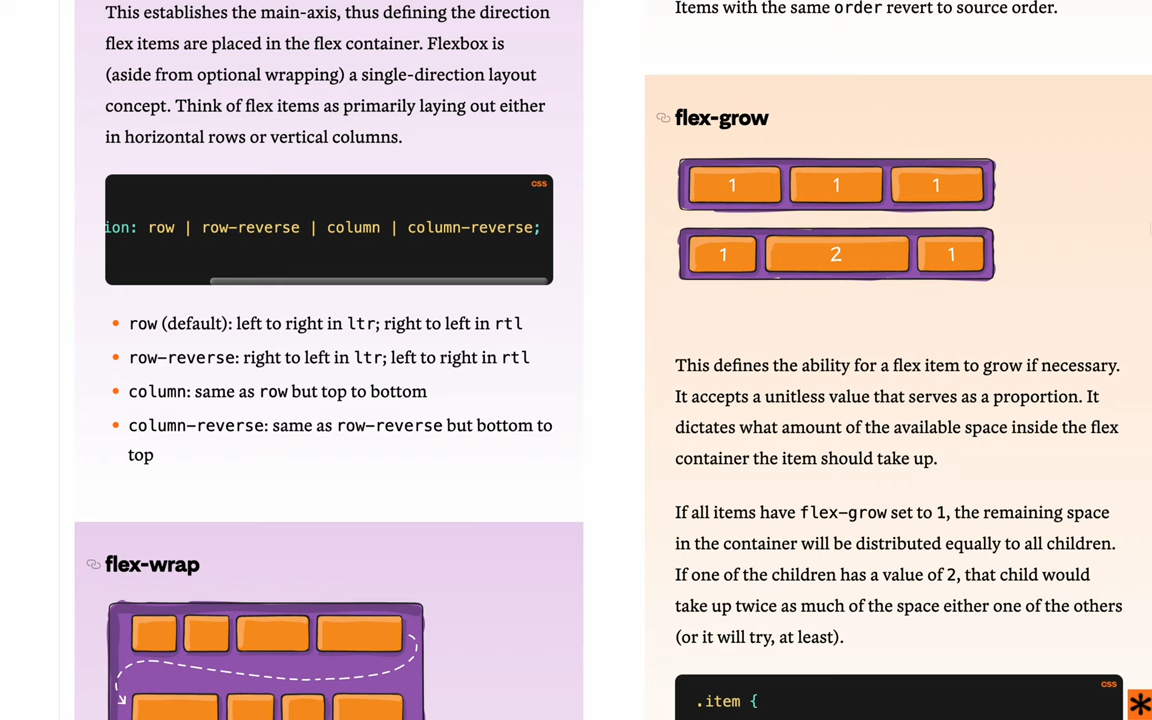 This establishes the main-axis, thus defining the direction
flex items are placed in the flex container. Flexbox is
(aside from optional wrapping) a single-direction layout
concept. Think of flex items as primarily laying out either
in horizontal rows or vertical columns.
css
ion: row | row-reverse | column | column-reverse;
row (default): left to right in ltr; right to left in rtl
row-reverse: right to left in ltr; left to right in rtl
column: same as row but top to bottom
column-reverse: same as row-reverse but bottom to
top
flex-wrap
Items with the same order revert to source order.
flex-grow
1 1 1
1 2 1
This defines the ability for a flex item to grow if necessary.
It accepts a unitless value that serves as a proportion. It
dictates what amount of the available space inside the flex
container the item should take up.
If all items have flex-grow set to 1, the remaining space
in the container will be distributed equally to all children.
If one of the children has a value of 2, that child would
take up twice as much of the space either one of the others
(or it will try, at least).
css
.item {